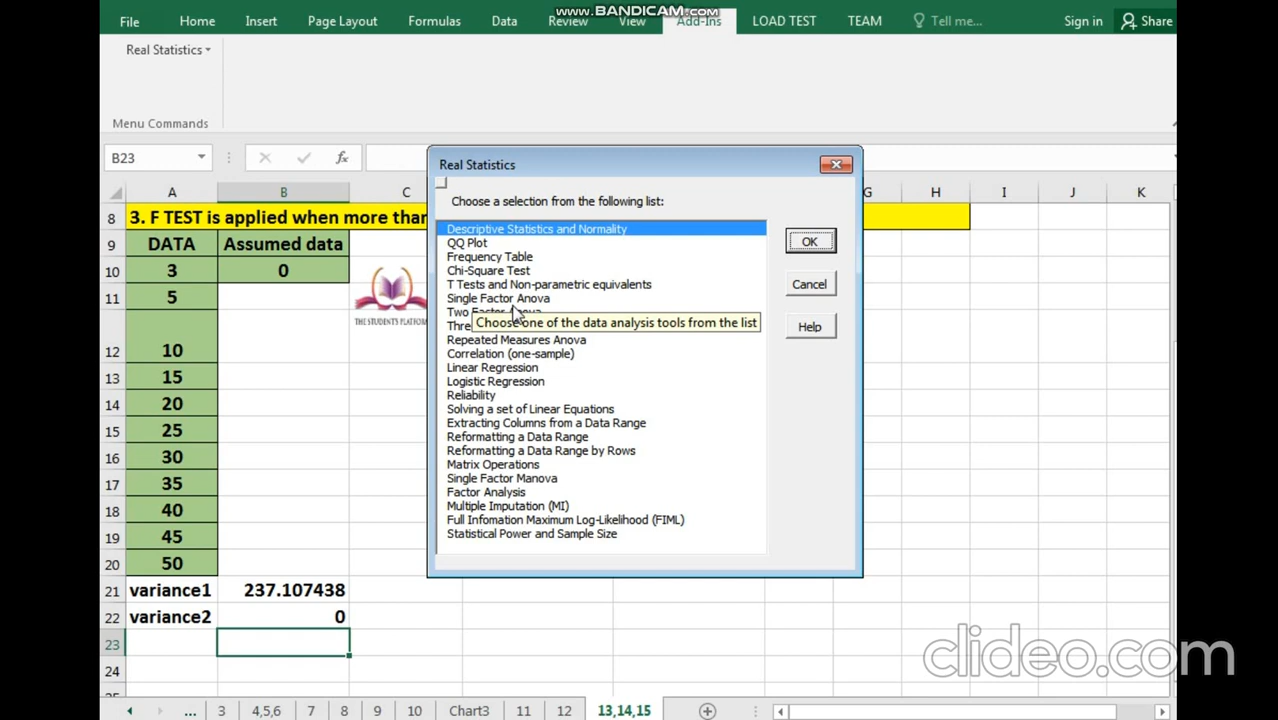 www.BANDICAM.com
File Home Insert Page Layout Formulas Data Review View Add-Ins LOAD TEST TEAM Tell me... Sign in Share
Real Statistics
Menu Commands
B23 fx
A B C G H I J K
8 3. F TEST is applied when more than
9 DATA Assumed data
10 3 0
11 5
12 10
13 15
14 20
15 25
16 30
17 35
18 40
19 45
20 50
21 variance1 237.107438
22 variance2 0
23
24
25
THE STUDENTS PLATFORM
Real Statistics
Choose a selection from the following list:
Descriptive Statistics and Normality
QQ Plot
Frequency Table
Chi-Square Test
T Tests and Non-parametric equivalents
Single Factor Anova
Two Factor Anova
Choose one of the data analysis tools from the list
Repeated Measures Anova
Correlation (one-sample)
Linear Regression
Logistic Regression
Reliability
Solving a set of Linear Equations
Extracting Columns from a Data Range
Reformatting a Data Range
Reformatting a Data Range by Rows
Matrix Operations
Single Factor Manova
Factor Analysis
Multiple Imputation (MI)
Full Infomation Maximum Log-Likelihood (FIML)
Statistical Power and Sample Size
OK
Cancel
Help
clideo.com
... 3 4,5,6 7 8 9 10 Chart3 11 12 13,14,15